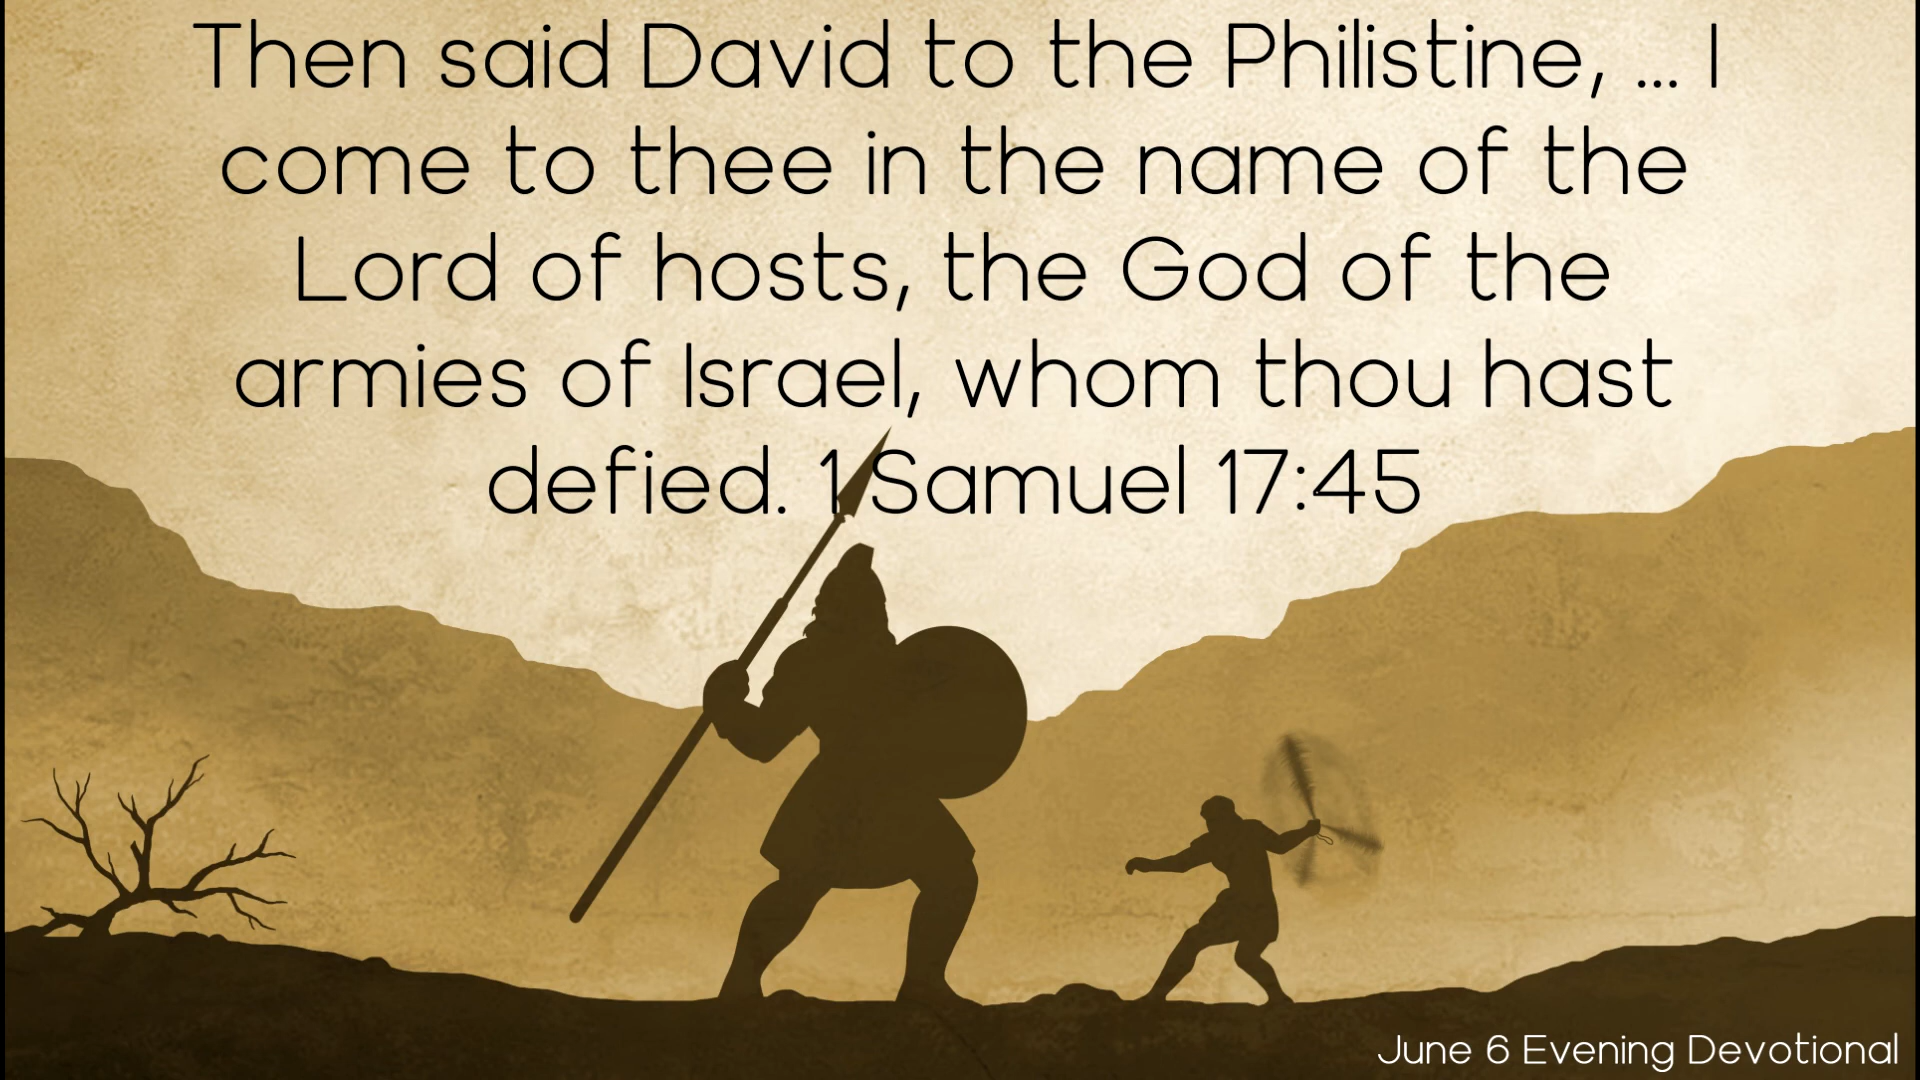 Then said David to the Philistine, ... I
come to thee in the name of the
Lord of hosts, the God of the
armies of Israel, whom thou hast
defied. 1 Samuel 17:45
June 6 Evening Devotional